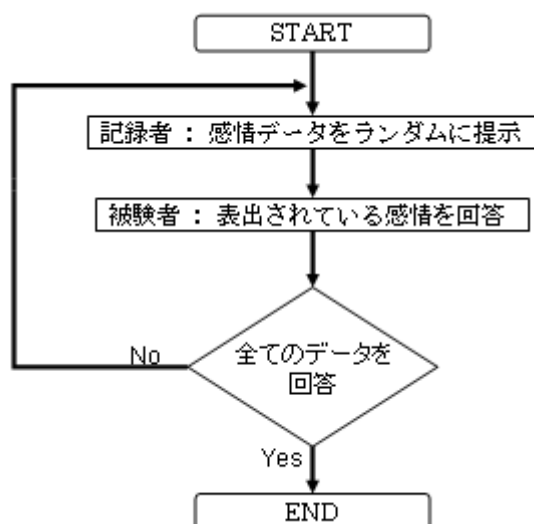 START
記録者 : 感情データをランダムに提示
被験者 : 表出されている感情を回答
全てのデータを
回答
No
Yes
END